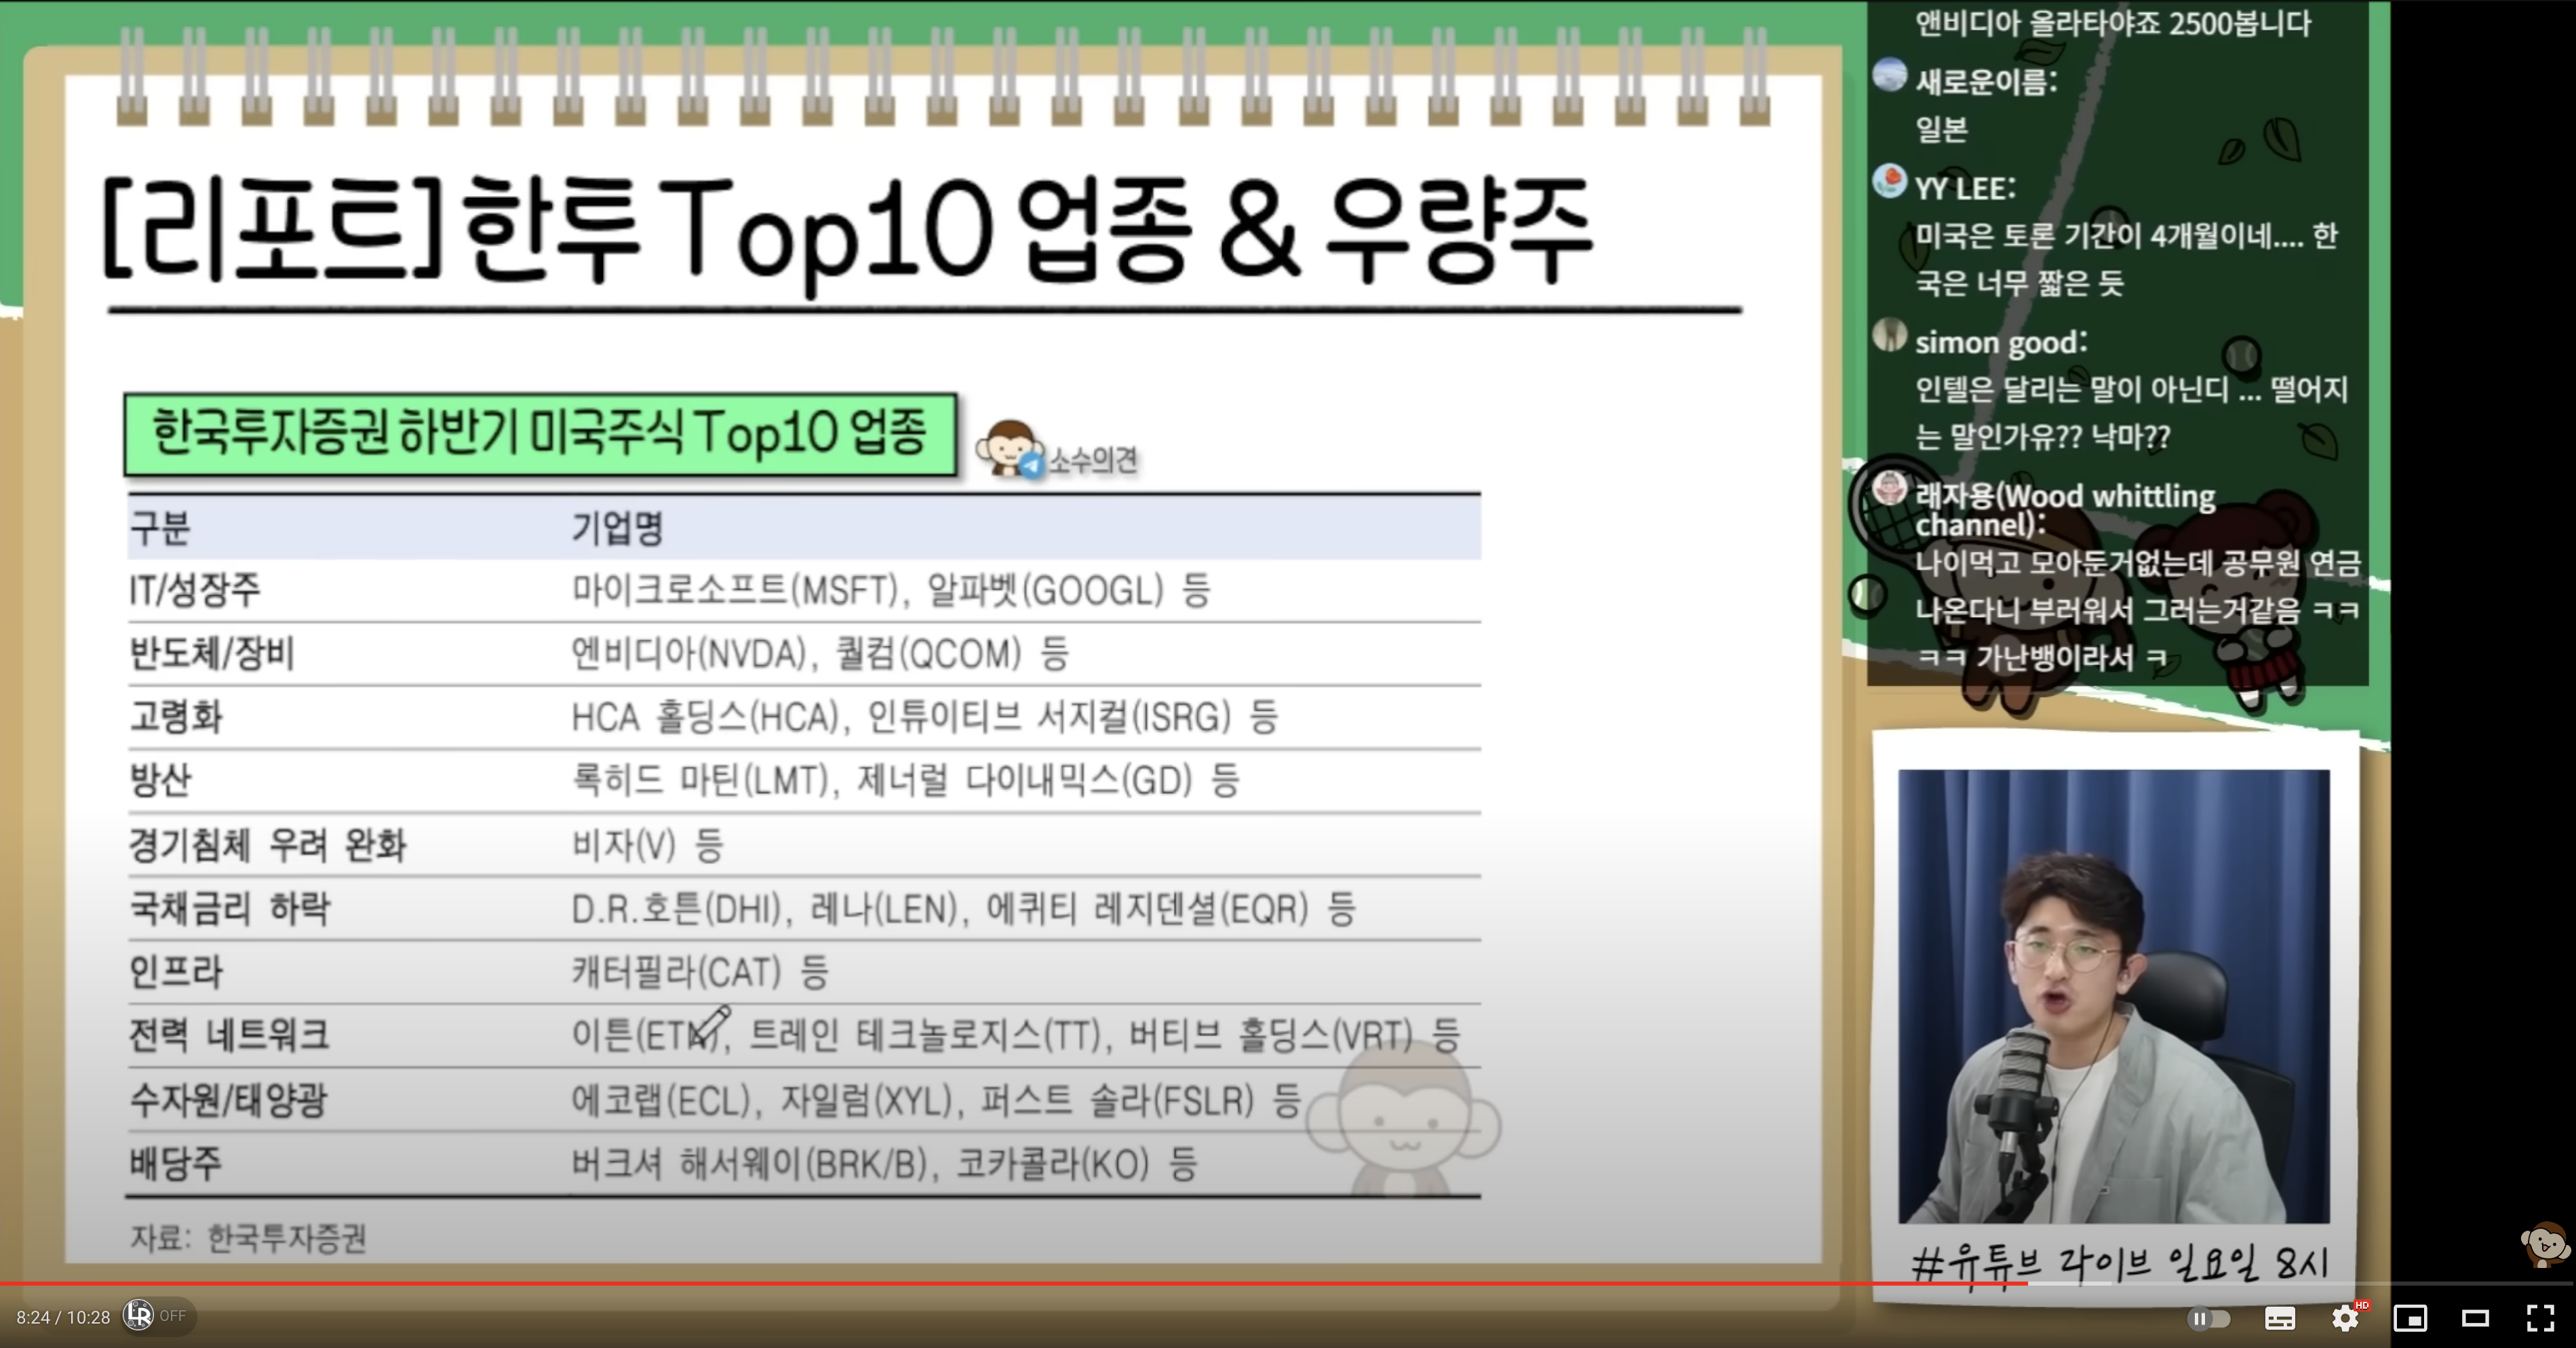 [리포트] 한투 Top10 업종 & 우량주
한국투자증권 하반기 미국주식 Top10 업종
소수의견
구분 기업명
IT/성장주 마이크로소프트(MSFT), 알파벳(GOOGL) 등
반도체/장비 엔비디아(NVDA), 퀄컴(QCOM) 등
고령화 HCA 홀딩스(HCA), 인튜이티브 서지컬(ISRG) 등
방산 록히드 마틴(LMT), 제너럴 다이내믹스(GD) 등
경기침체 우려 완화 비자(V) 등
국채금리 하락 D.R.호튼(DHI), 레나(LEN), 에퀴티 레지덴셜(EQR) 등
인프라 캐터필라(CAT) 등
전력 네트워크 이튼(ETN), 트레인 테크놀로지스(TT), 버티브 홀딩스(VRT) 등
수자원/태양광 에코랩(ECL), 자일럼(XYL), 퍼스트 솔라(FSLR) 등
배당주 버크셔 해서웨이(BRK/B), 코카콜라(KO) 등
자료: 한국투자증권
앤비디아 올라타야죠 2500봅니다
새로운이름:
일본
YY LEE:
미국은 토론 기간이 4개월이네.... 한
국은 너무 짧은 듯
simon good:
인텔은 달리는 말이 아닌디 ... 떨어지
는 말인가유?? 낙마??
래자용(Wood whittling
channel):
나이먹고 모아둔거없는데 공무원 연금
나온다니 부러워서 그러는거같음 ㅋㅋ
ㅋㅋ 가난뱅이라서 ㅋ
#유튜브 라이브 일요일 8시
8:24 / 10:28
LR OFF
HD